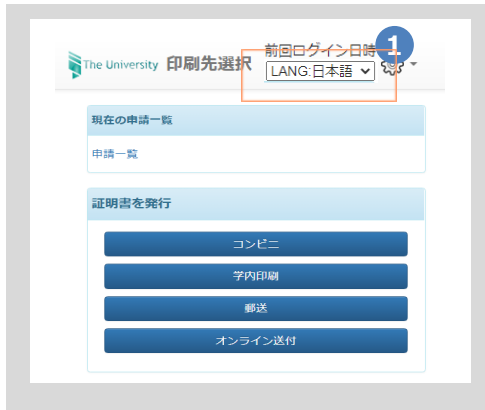 前回ログイン日時
1
The University 印刷先選択 LANG:日本語
現在の申請一覧
申請一覧
証明書を発行
コンビニ
学内印刷
郵送
オンライン送付